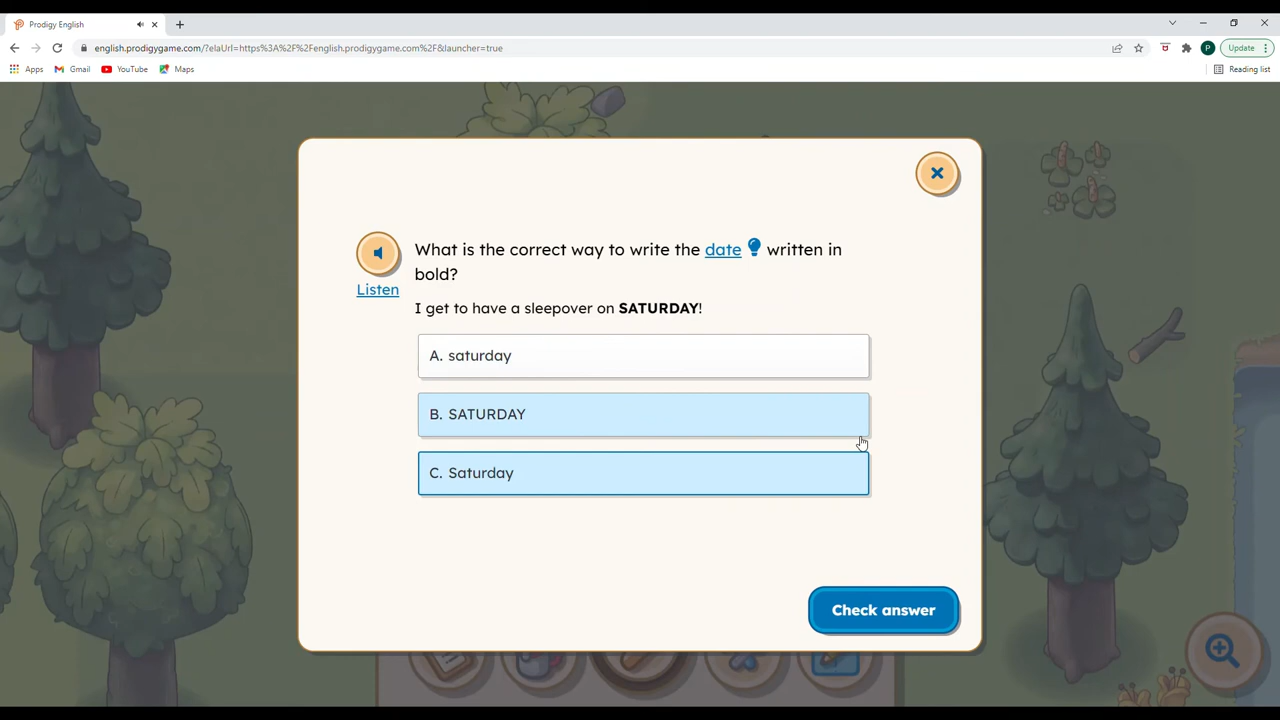 Prodigy English
english.prodigygame.com/?elaUrl=https%3A%2F%2Fenglish.prodigygame.com%2F&launcher=true
P
Update
Apps
Gmail
YouTube
Maps
Reading list
What is the correct way to write the date written in
bold?
Listen
I get to have a sleepover on SATURDAY!
A. saturday
B. SATURDAY
C. Saturday
Check answer